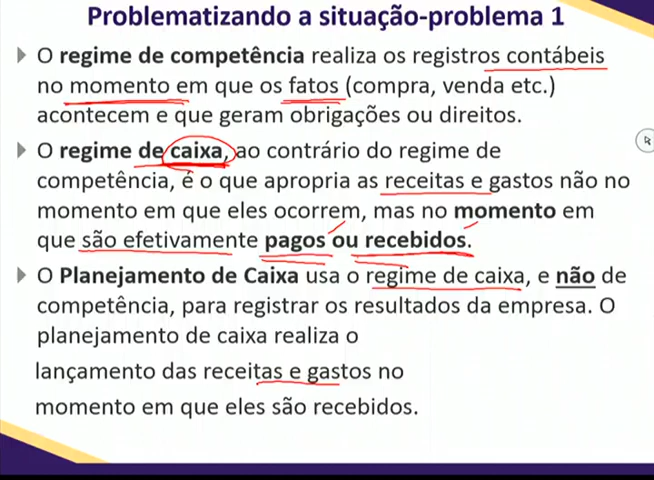 Problematizando a situação-problema 1
O regime de competência realiza os registros contábeis
no momento em que os fatos (compra, venda etc.)
acontecem e que geram obrigações ou direitos.
O regime de caixa, ao contrário do regime de
competência, é o que apropria as receitas e gastos não no
momento em que eles ocorrem, mas no momento em
que são efetivamente pagos ou recebidos.
O Planejamento de Caixa usa o regime de caixa, e não de
competência, para registrar os resultados da empresa. O
planejamento de caixa realiza o
lançamento das receitas e gastos no
momento em que eles são recebidos.